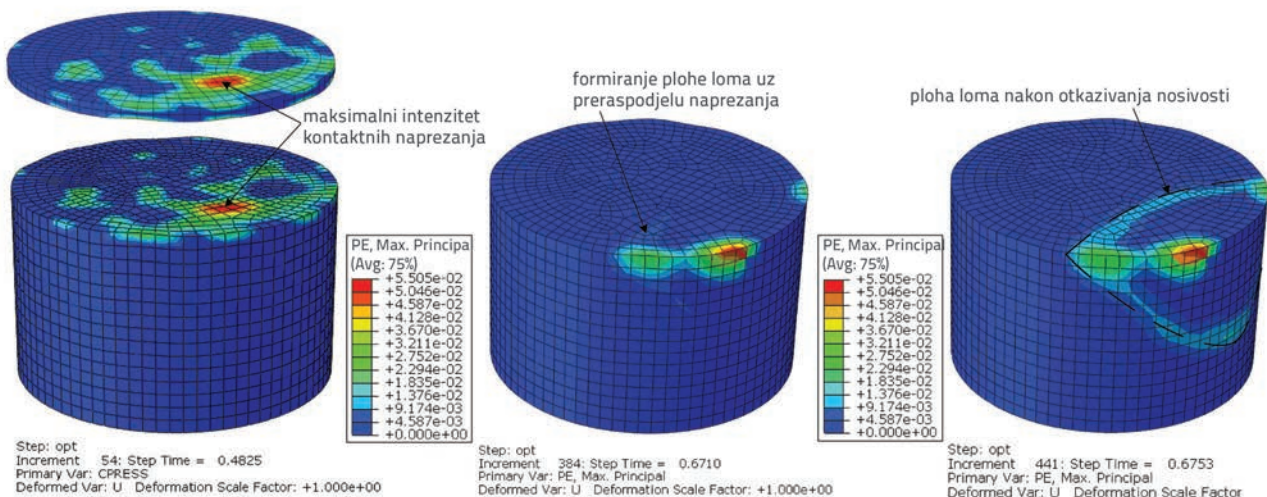 maksimalni intenzitet
kontaktnih naprezanja
Step: opt
Increment 54: Step Time = 0.4825
Primary Var: CPRESS
Deformed Var: U Deformation Scale Factor: +1.000e+00
formiranje plohe loma uz
preraspodjelu naprezanja
PE, Max. Principal
(Avg: 75%)
+5.505e-02
+5.046e-02
+4.587e-02
+4.128e-02
+3.670e-02
+3.211e-02
+2.752e-02
+2.294e-02
+1.835e-02
+1.376e-02
+9.174e-03
+4.587e-03
+0.000e+00
Step: opt
Increment 384: Step Time = 0.6710
Primary Var: PE, Max. Principal
Deformed Var: U Deformation Scale Factor: +1.000e+00
ploha loma nakon otkazivanja nosivosti
PE, Max. Principal
(Avg: 75%)
+5.505e-02
+5.046e-02
+4.587e-02
+4.128e-02
+3.670e-02
+3.211e-02
+2.752e-02
+2.294e-02
+1.835e-02
+1.376e-02
+9.174e-03
+4.587e-03
+0.000e+00
Step: opt
Increment 441: Step Time = 0.6753
Primary Var: PE, Max. Principal
Deformed Var: U Deformation Scale Factor